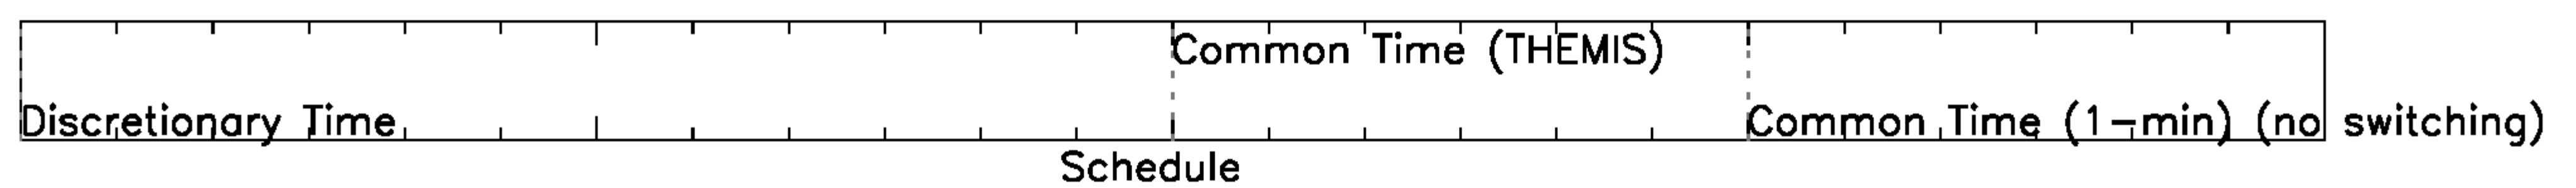 Common Time (THEMIS)
Discretionary Time
Common Time (1-min) (no switching)
Schedule